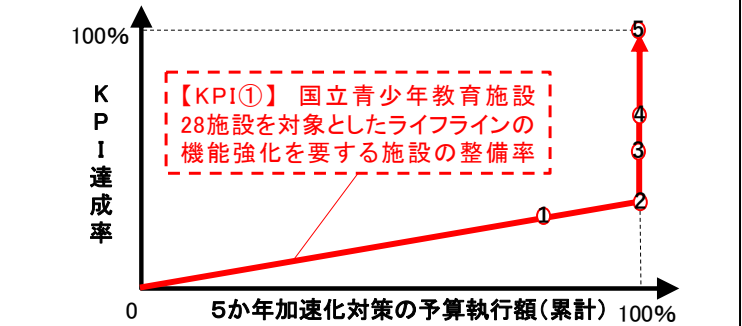 100%
KPI達成率
【KPI①】 国立青少年教育施設
28施設を対象としたライフラインの
機能強化を要する施設の整備率
5
4
3
2
1
0
5か年加速化対策の予算執行額(累計)
100%